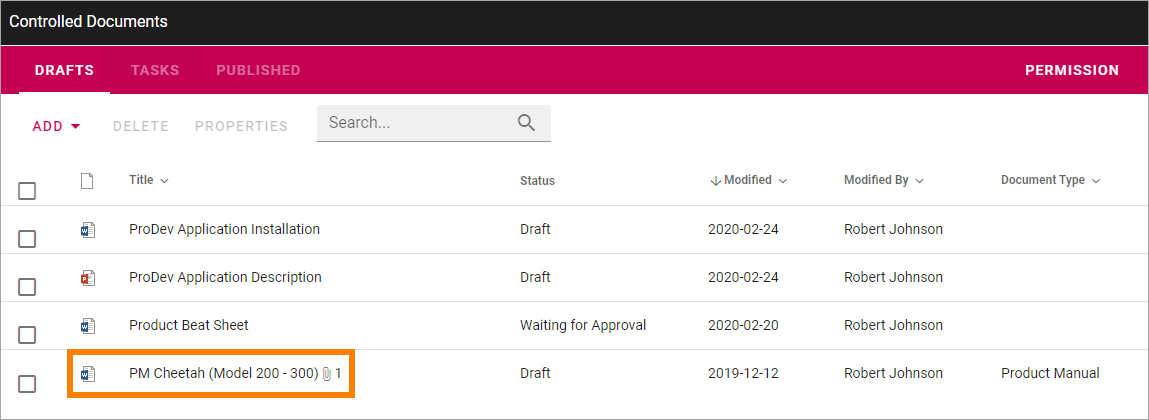 Controlled Documents
DRAFTS TASKS PUBLISHED PERMISSION
ADD DELETE PROPERTIES Search...
Title Status Modified Modified By Document Type
ProDev Application Installation Draft 2020-02-24 Robert Johnson
ProDev Application Description Draft 2020-02-24 Robert Johnson
Product Beat Sheet Waiting for Approval 2020-02-20 Robert Johnson
PM Cheetah (Model 200 - 300) 1 Draft 2019-12-12 Robert Johnson Product Manual